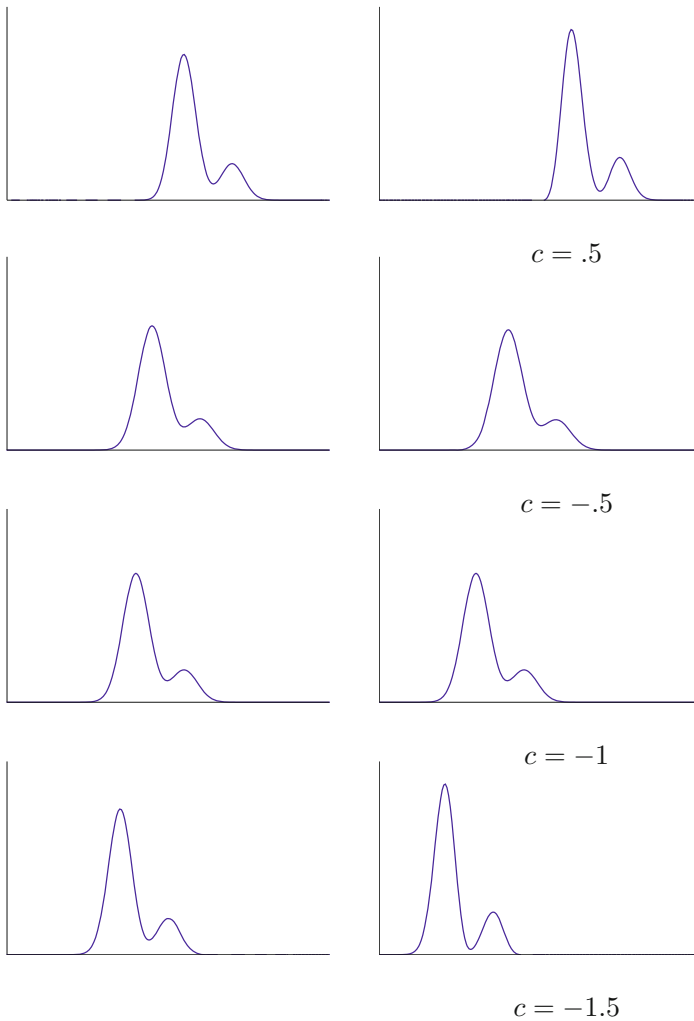 c = .5
c = −.5
c = −1
c = −1.5